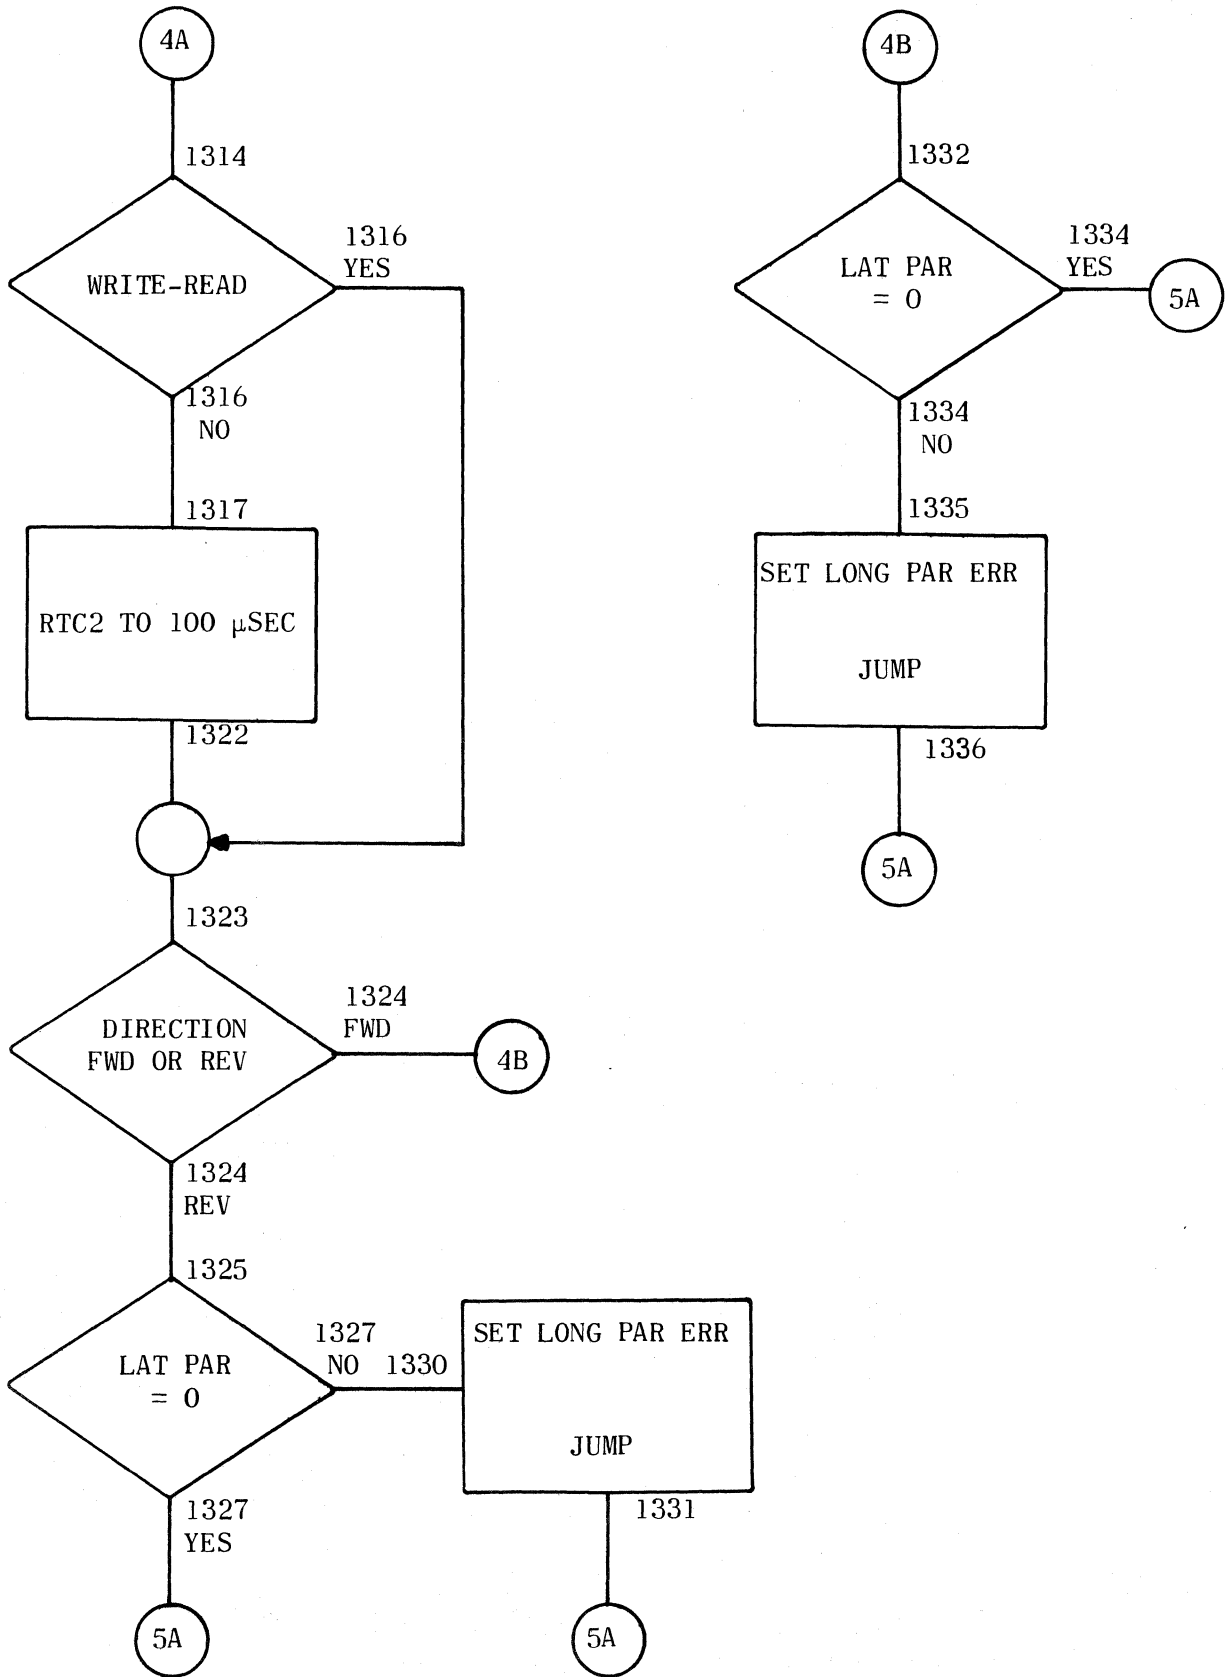 4A
1314
WRITE-READ
1316
YES
1316
NO
1317
RTC2 TO 100 µSEC
1322
1323
DIRECTION
FWD OR REV
1324
FWD
4B
1324
REV
1325
LAT PAR
= 0
1327
NO 1330
SET LONG PAR ERR
JUMP
1331
5A
1327
YES
5A
4B
1332
LAT PAR
= 0
1334
YES
5A
1334
NO
1335
SET LONG PAR ERR
JUMP
1336
5A